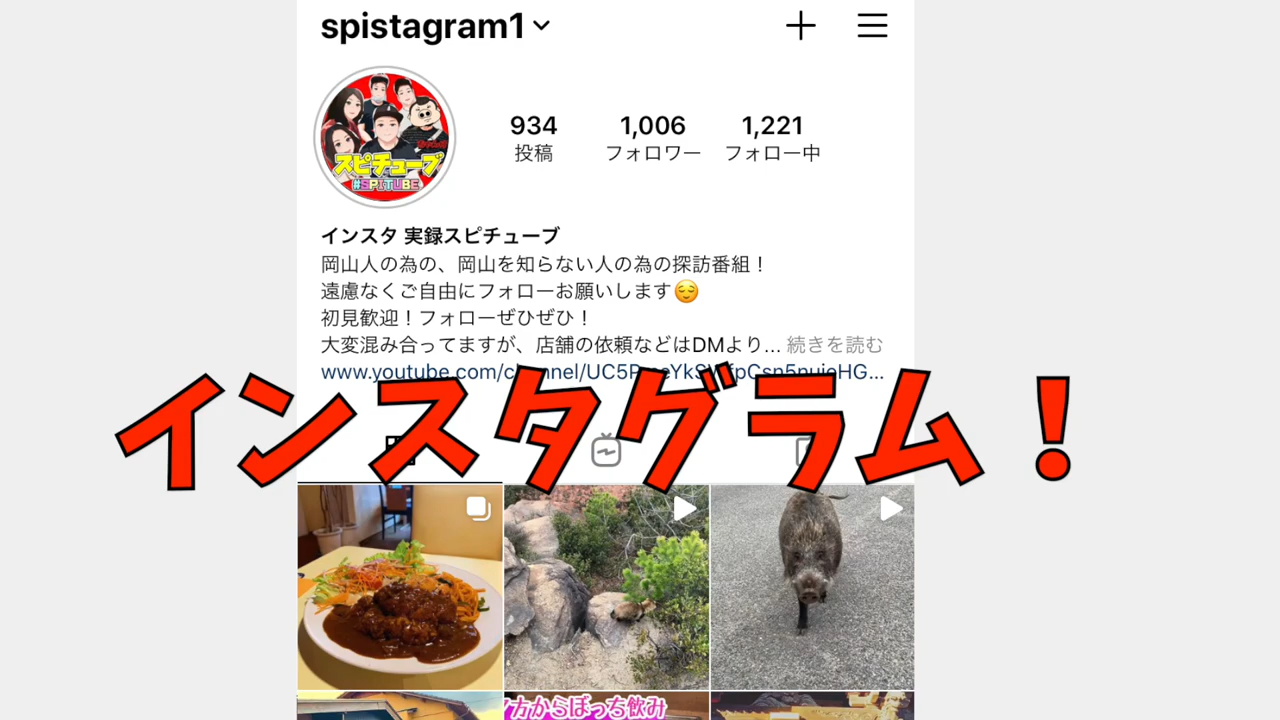 spistagram1
スピチューブ
#SPITUBE
934
投稿
1,006
フォロワー
1,221
フォロー中
インスタ 実録スピチューブ
岡山人の為の、岡山を知らない人の為の探訪番組！
遠慮なくご自由にフォローお願いします😌
初見歓迎！フォローぜひぜひ！
大変混み合ってますが、店舗の依頼などはDMより... 続きを読む
インスタグラム！
方からぼっち飲み